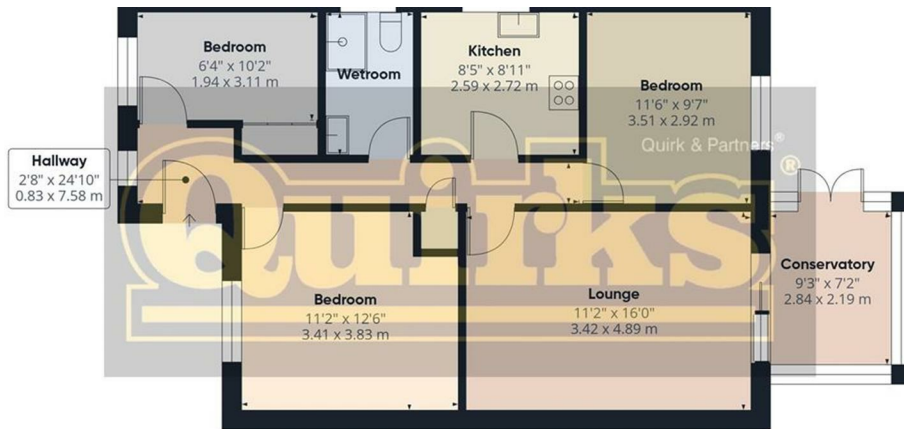 Bedroom
6'4" x 10'2"
1.94 x 3.11 m
Wetroom
Kitchen
8'5" x 8'11"
2.59 x 2.72 m
Bedroom
11'6" x 9'7"
3.51 x 2.92 m
Quirk & Partners®
Hallway
2'8" x 24'10"
0.83 x 7.58 m
Quirks®
Bedroom
11'2" x 12'6"
3.41 x 3.83 m
Lounge
11'2" x 16'0"
3.42 x 4.89 m
Conservatory
9'3" x 7'2"
2.84 x 2.19 m